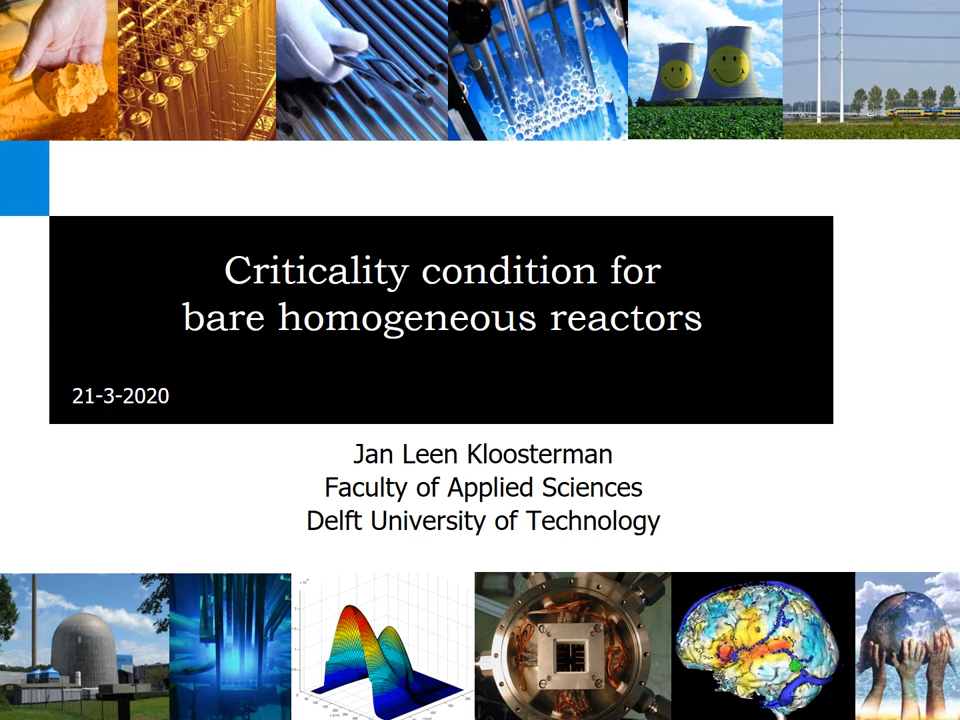 Criticality condition for
bare homogeneous reactors
21-3-2020
Jan Leen Kloosterman
Faculty of Applied Sciences
Delft University of Technology